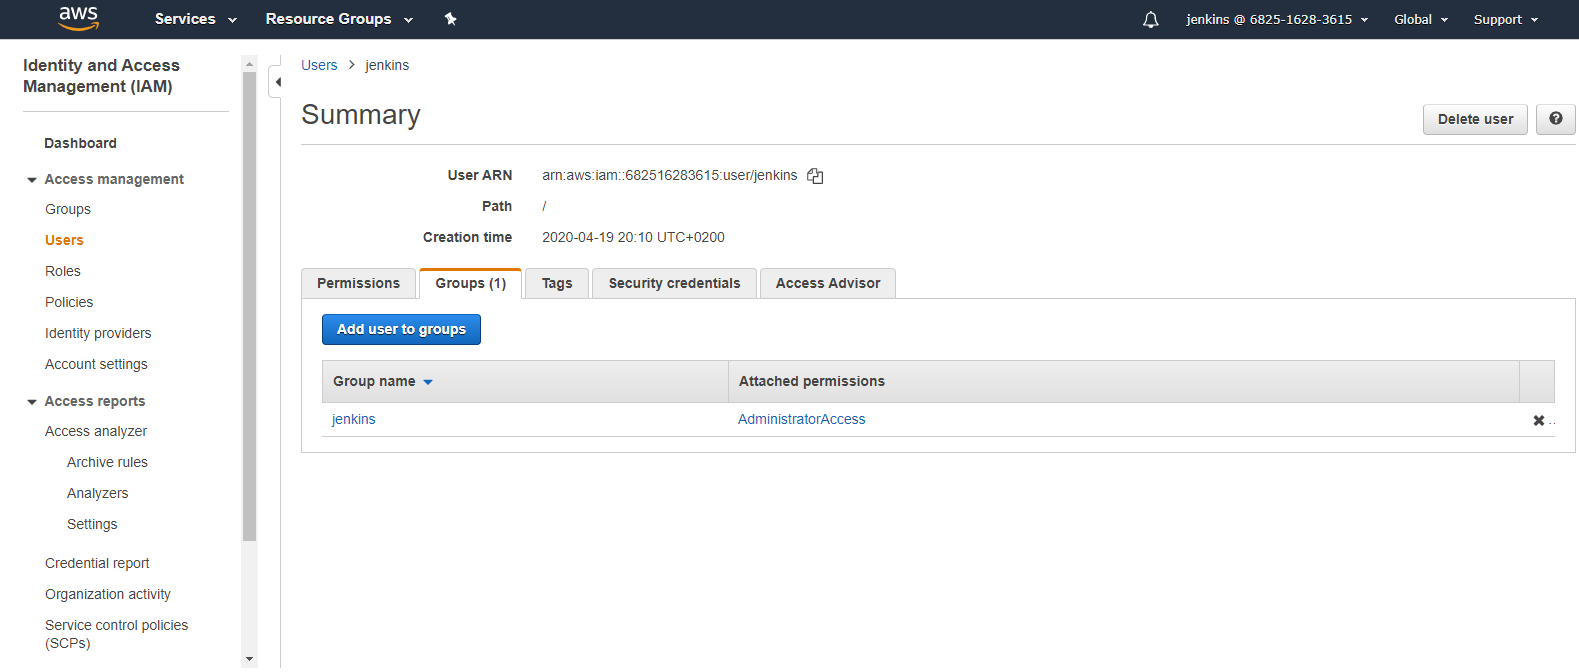 aws Services Resource Groups jenkins @ 6825-1628-3615 Global Support
Identity and Access
Management (IAM)
Dashboard
Access management
Groups
Users
Roles
Policies
Identity providers
Account settings
Access reports
Access analyzer
Archive rules
Analyzers
Settings
Credential report
Organization activity
Service control policies
(SCPs)
Users > jenkins
Summary
Delete user ?
User ARN arn:aws:iam::682516283615:user/jenkins
Path /
Creation time 2020-04-19 20:10 UTC+0200
Permissions Groups (1) Tags Security credentials Access Advisor
Add user to groups
Group name Attached permissions
jenkins AdministratorAccess ✖ ..